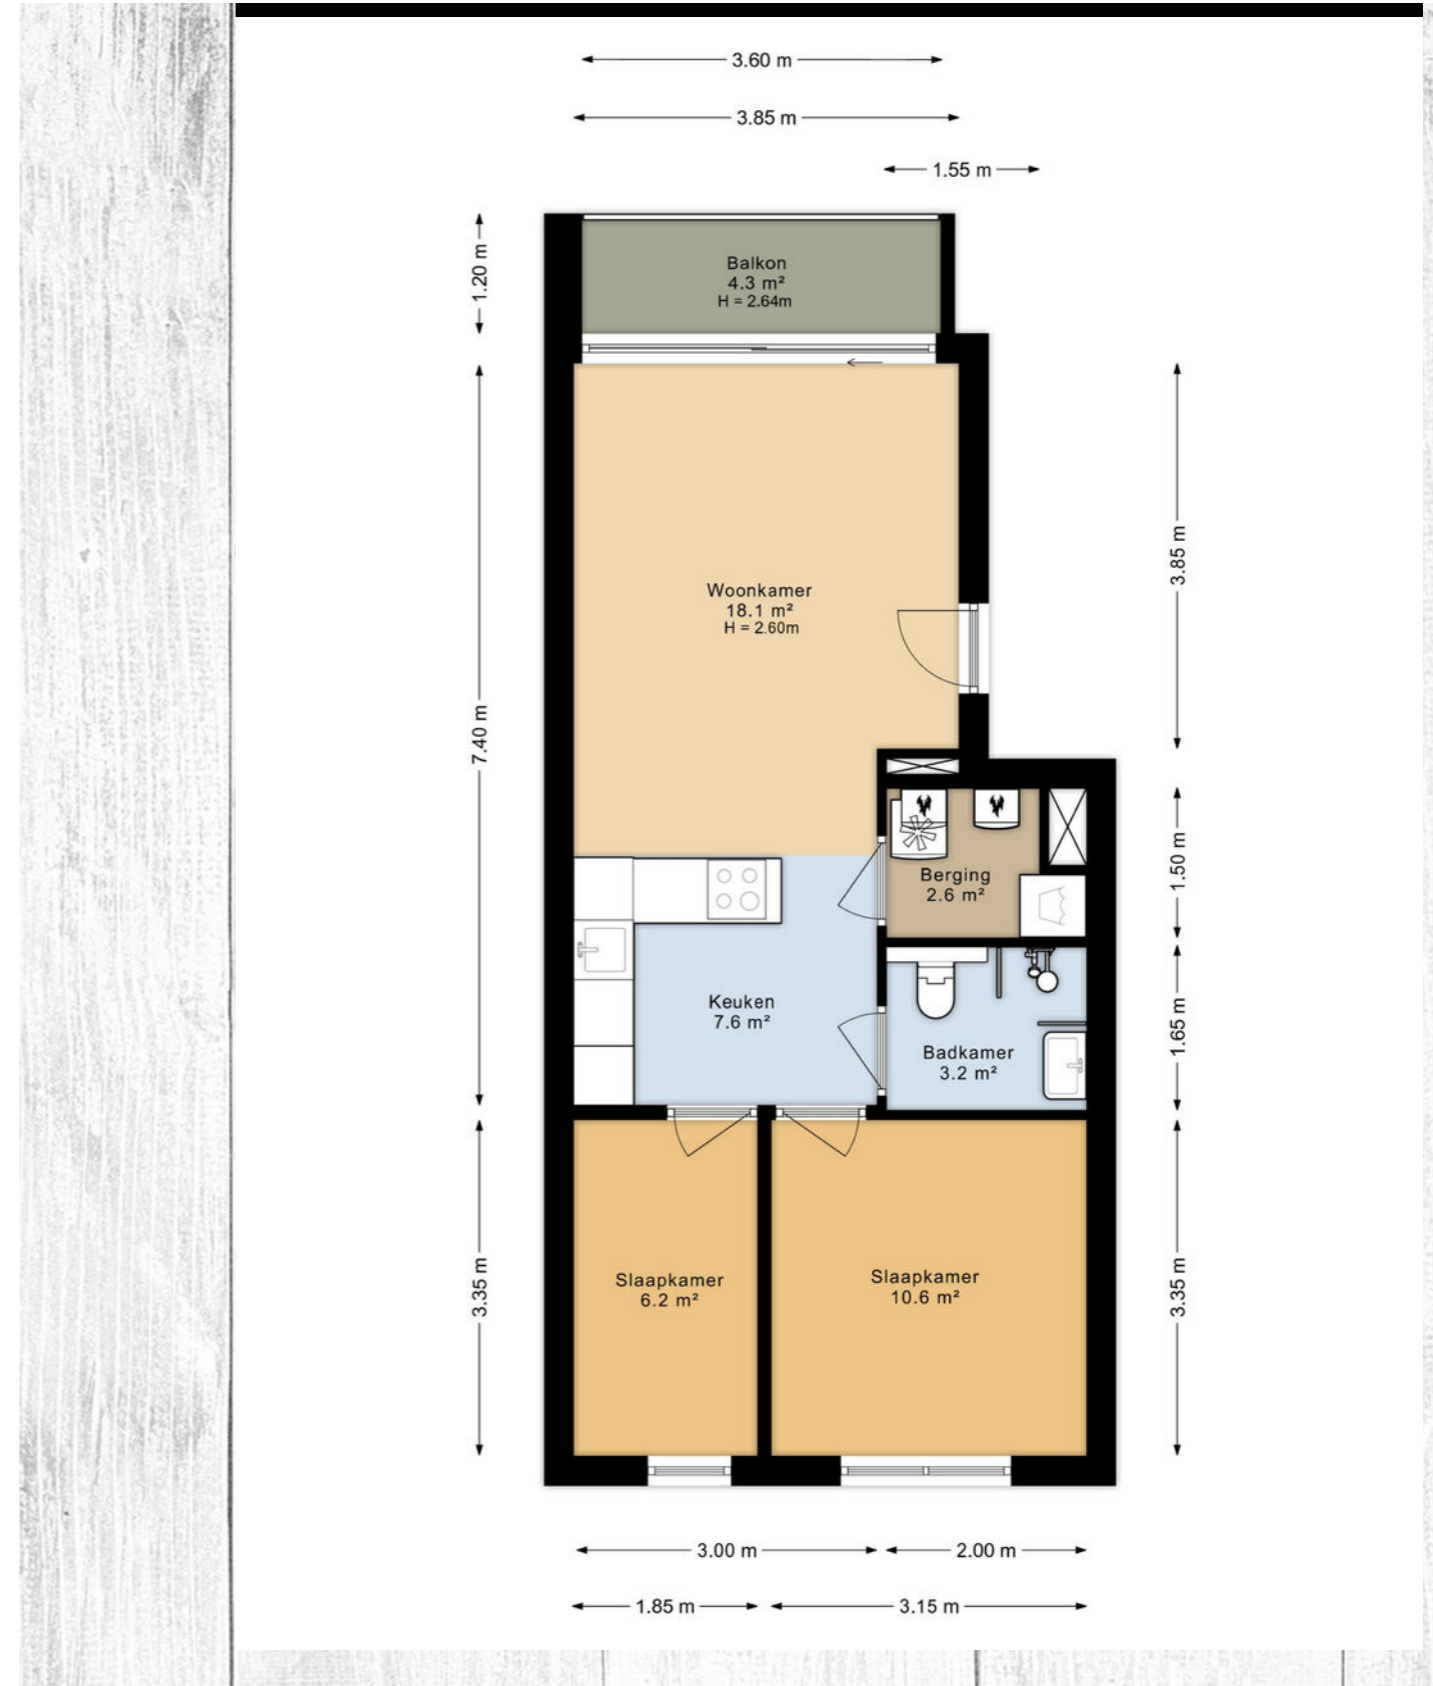 3.60 m
3.85 m
1.55 m
1.20 m
Balkon
4.3 m²
H = 2.64m
7.40 m
3.85 m
Woonkamer
18.1 m²
H = 2.60m
1.50 m
Berging
2.6 m²
Keuken
7.6 m²
1.65 m
Badkamer
3.2 m²
3.35 m
Slaapkamer
6.2 m²
Slaapkamer
10.6 m²
3.35 m
3.00 m
2.00 m
1.85 m
3.15 m